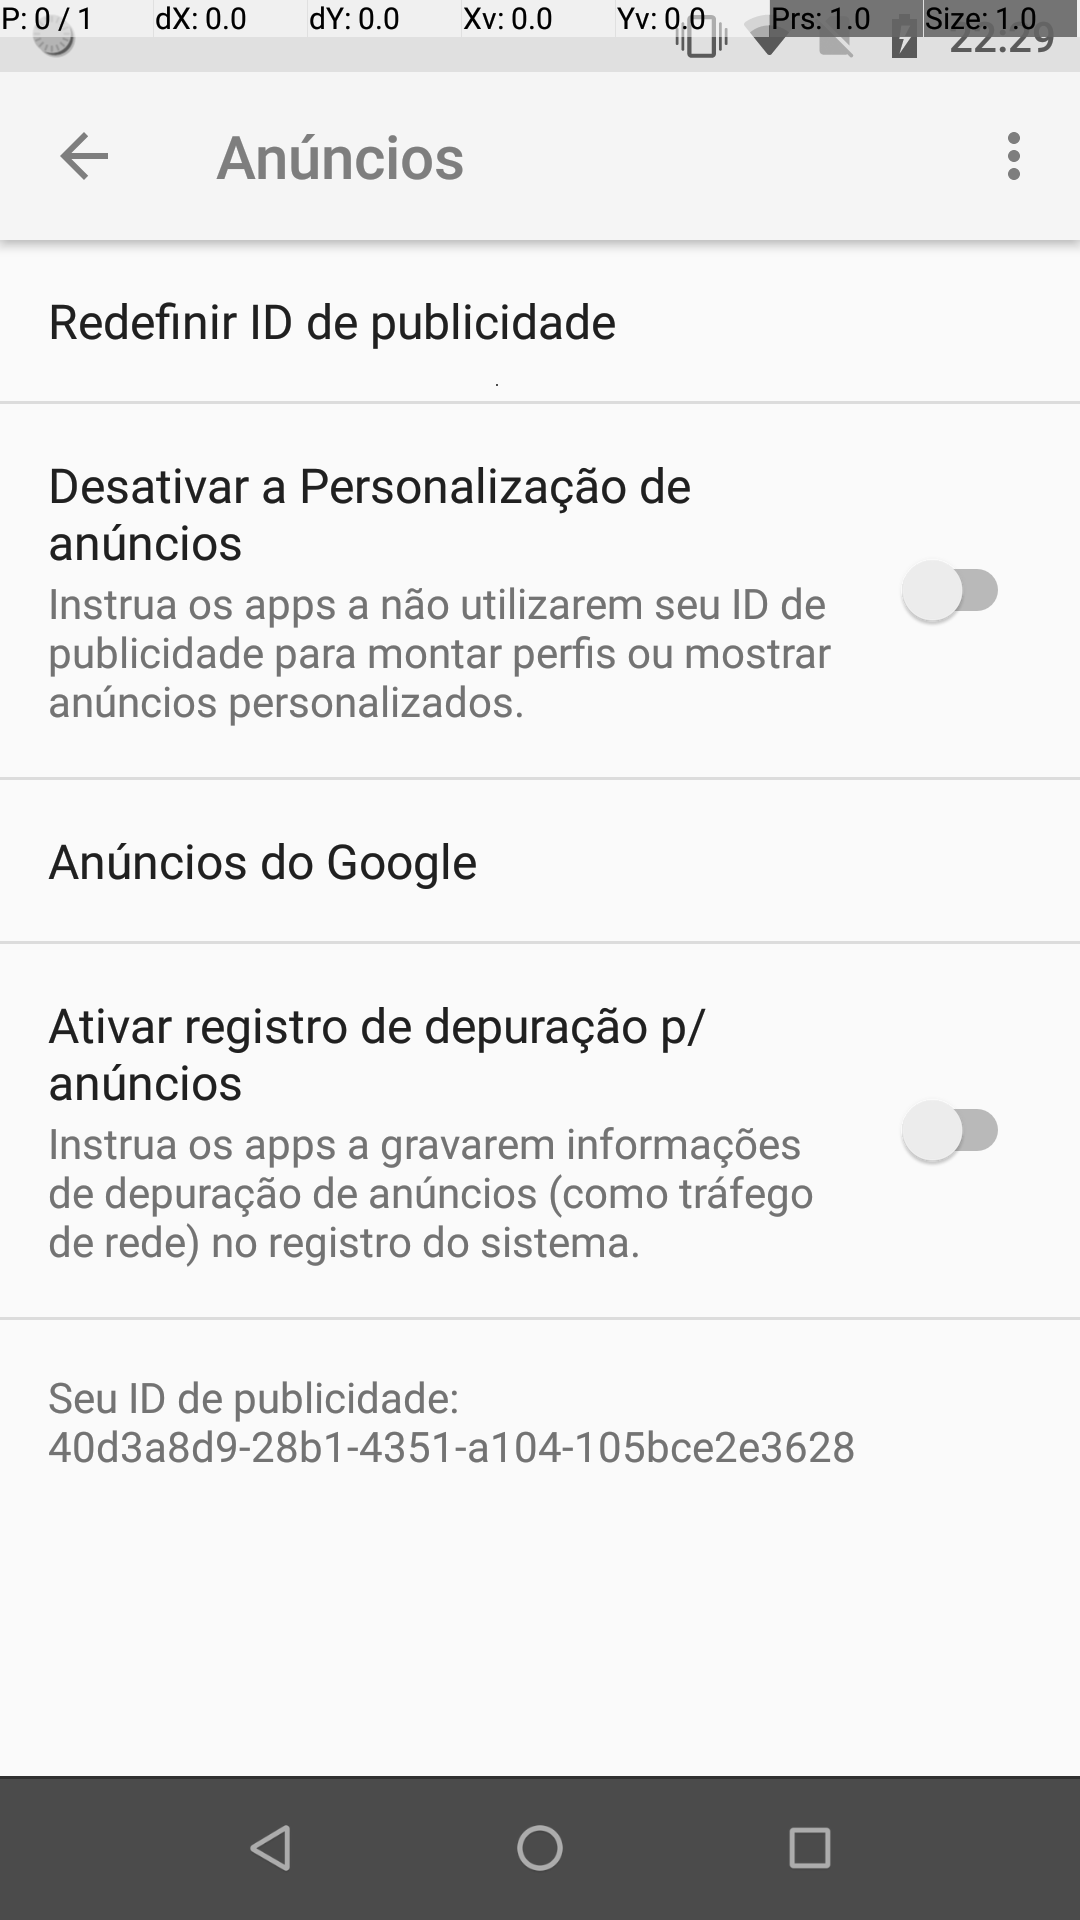 P: 0 / 1 dX: 0.0 dY: 0.0 Xv: 0.0 Yv: 0.0 Prs: 1.0 Size: 1.0
22:29
Anúncios
Redefinir ID de publicidade
Desativar a Personalização de
anúncios
Instrua os apps a não utilizarem seu ID de
publicidade para montar perfis ou mostrar
anúncios personalizados.
Anúncios do Google
Ativar registro de depuração p/
anúncios
Instrua os apps a gravarem informações
de depuração de anúncios (como tráfego
de rede) no registro do sistema.
Seu ID de publicidade:
40d3a8d9-28b1-4351-a104-105bce2e3628